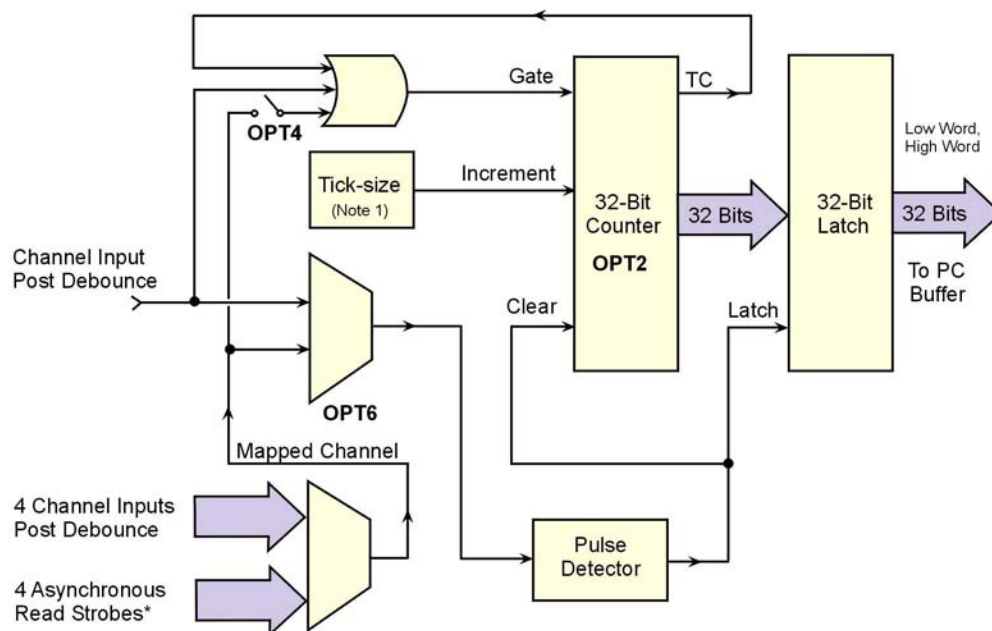 Gate
TC
OPT4
Low Word,
High Word
Tick-size
(Note 1)
Increment
32-Bit
Counter
OPT2
32 Bits
32-Bit
Latch
32 Bits
Channel Input
Post Debounce
To PC
Buffer
Clear
Latch
OPT6
Mapped Channel
4 Channel Inputs
Post Debounce
Pulse
Detector
4 Asynchronous
Read Strobes*